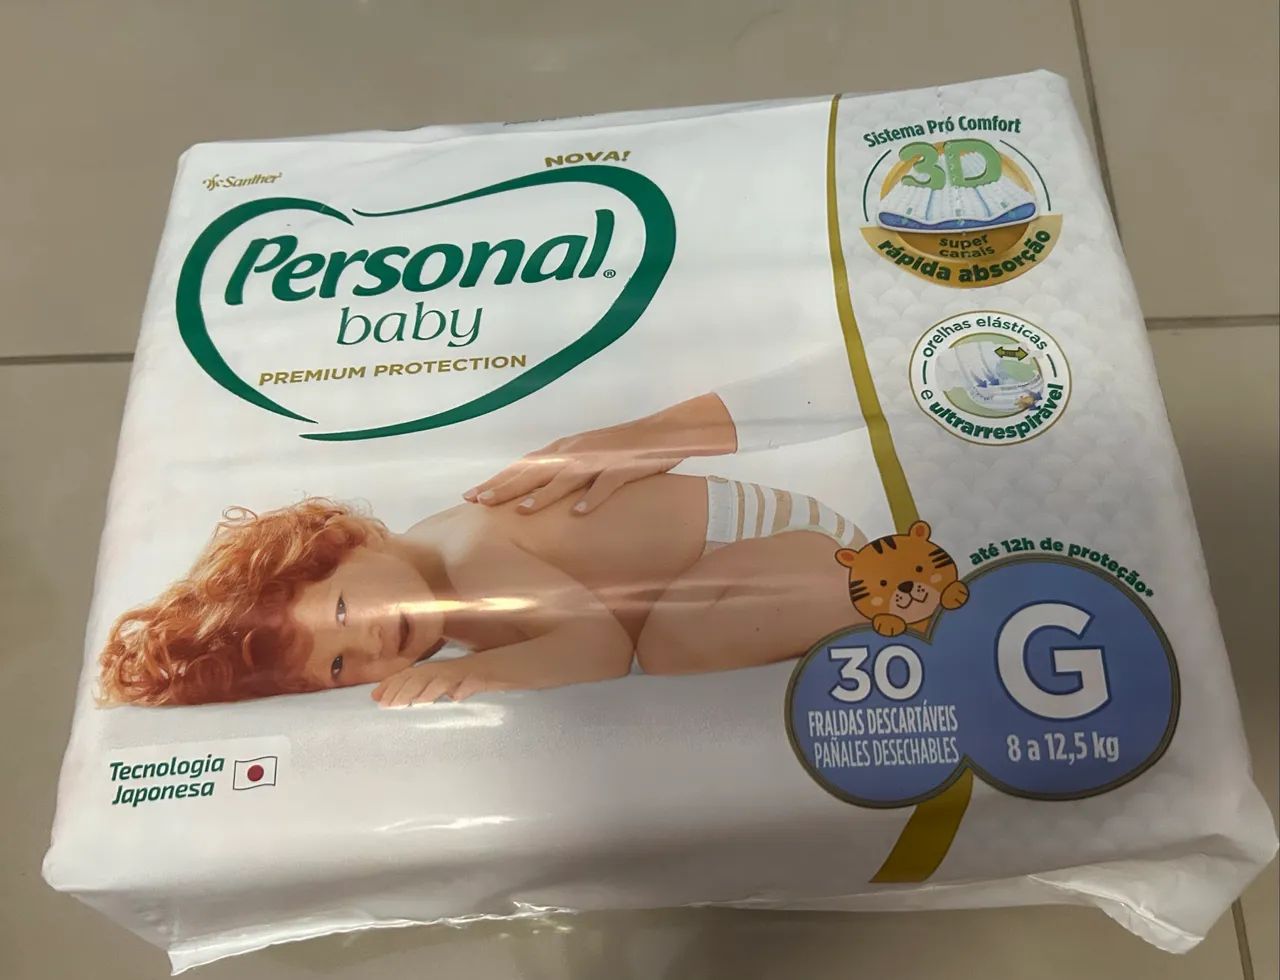 Santher
NOVA!
Personal®
baby
PREMIUM PROTECTION
Sistema Pró Comfort
3D
super
canais
rápida absorção
orelhas elásticas
e ultrarrespirável
até 12h de proteção*
30
FRALDAS DESCARTÁVEIS
PAÑALES DESECHABLES
G
8 a 12,5 kg
Tecnologia
Japonesa